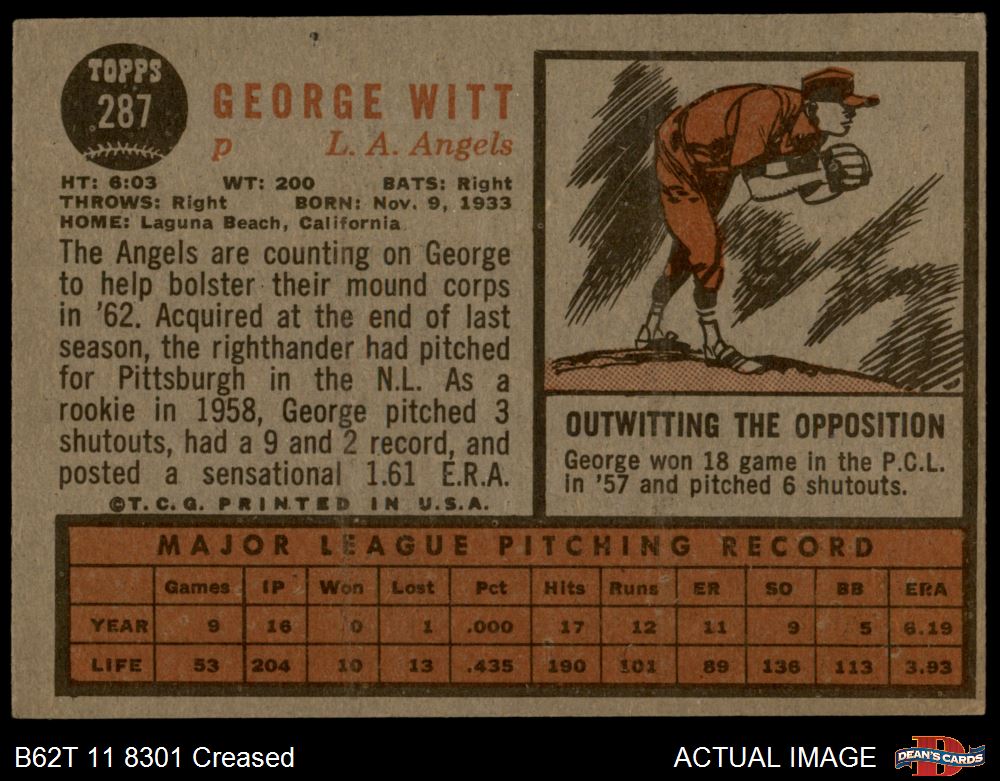 TOPPS
287
GEORGE WITT
p L. A. Angels
HT: 6:03 WT: 200 BATS: Right
THROWS: Right BORN: Nov. 9, 1933
HOME: Laguna Beach, California
The Angels are counting on George
to help bolster their mound corps
in '62. Acquired at the end of last
season, the righthander had pitched
for Pittsburgh in the N.L. As a
rookie in 1958, George pitched 3
shutouts, had a 9 and 2 record, and
posted a sensational 1.61 E.R.A.
©T.C.G. PRINTED IN U.S.A.
OUTWITTING THE OPPOSITION
George won 18 game in the P.C.L.
in '57 and pitched 6 shutouts.
MAJOR LEAGUE PITCHING RECORD
Games IP Won Lost Pct Hits Runs ER SO BB ERA
YEAR 9 16 0 1 .000 17 12 11 9 5 6.19
LIFE 53 204 10 13 .435 190 101 89 136 113 3.93
B62T 11 8301 Creased
ACTUAL IMAGE
D
DEAN'S CARDS